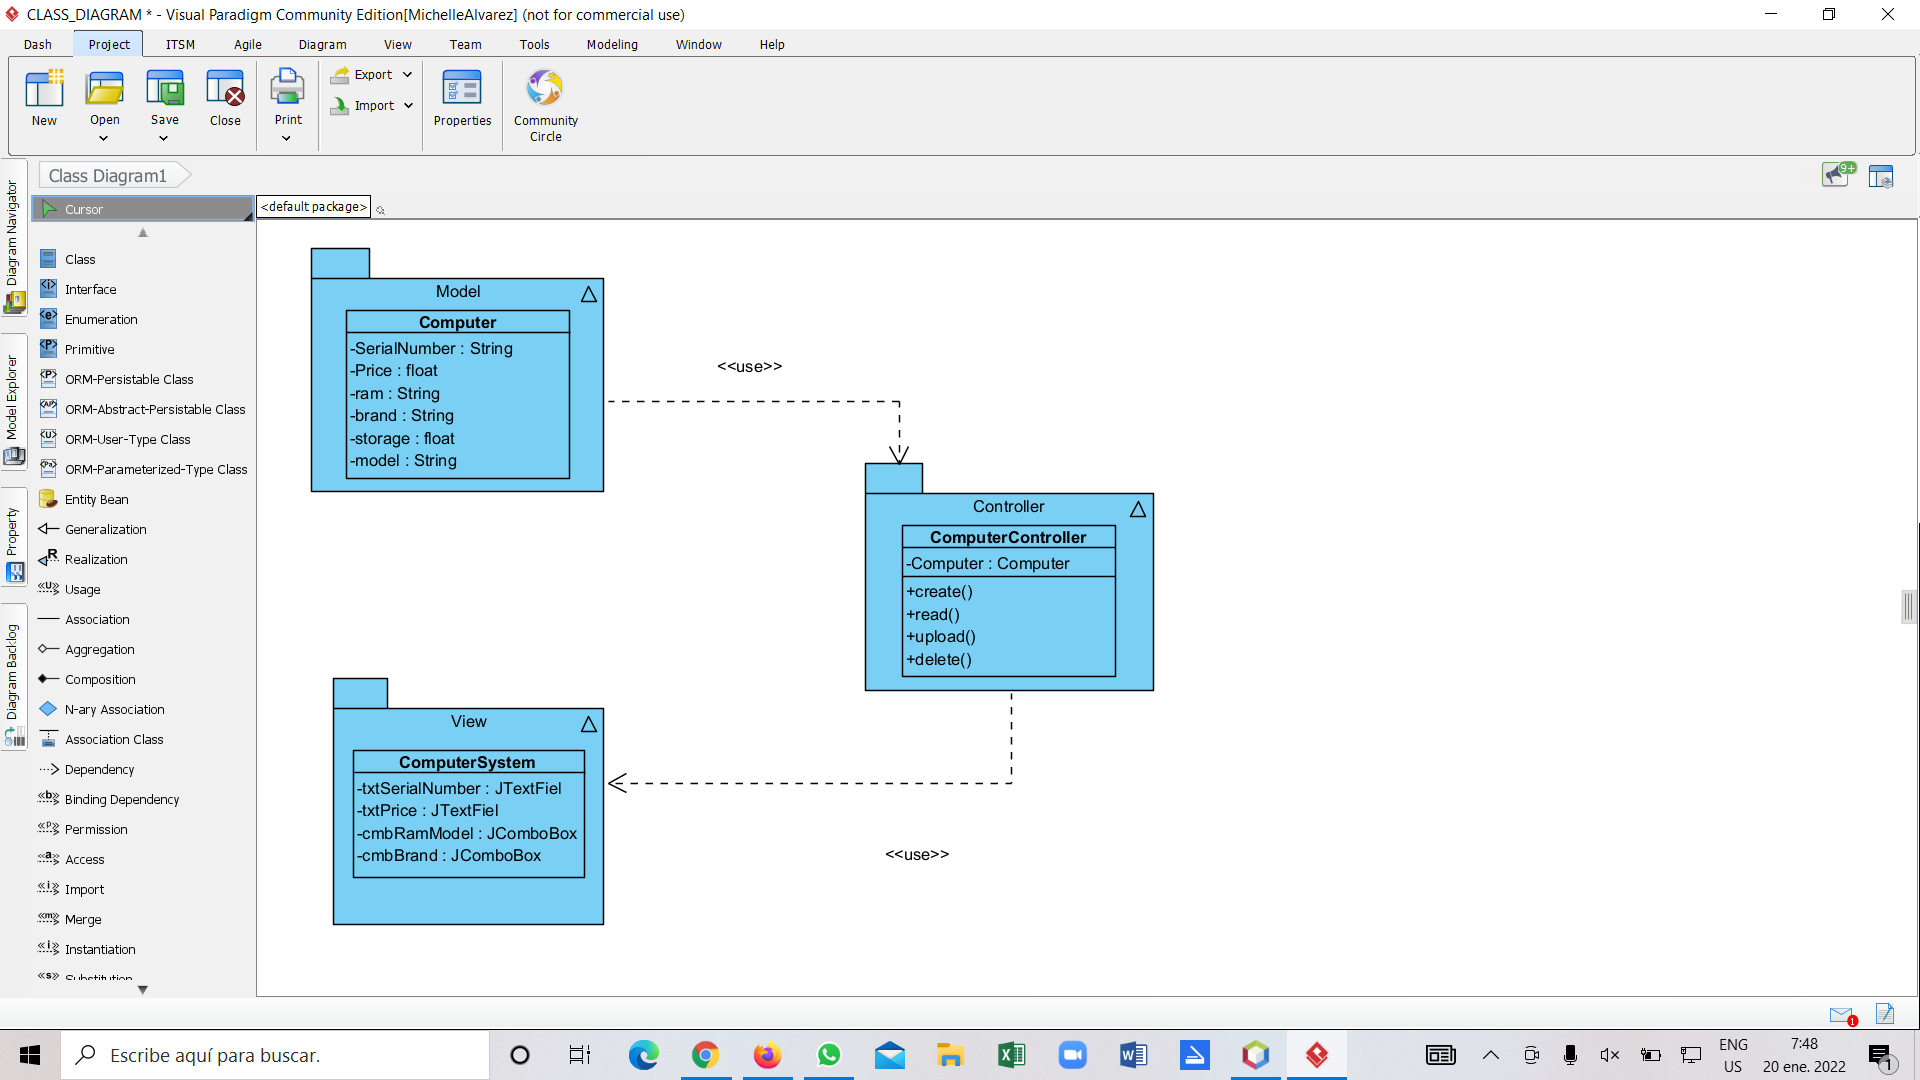 CLASS_DIAGRAM * - Visual Paradigm Community Edition[MichelleAlvarez] (not for commercial use)
Dash Project ITSM Agile Diagram View Team Tools Modeling Window Help
New
Open
Save
Close
Print
Export
Import
Properties
Community
Circle
Class Diagram1
9+
Diagram Navigator
Model Explorer
Property
Diagram Backlog
Cursor
<default package>
Class
Interface
Enumeration
Primitive
ORM-Persistable Class
ORM-Abstract-Persistable Class
ORM-User-Type Class
ORM-Parameterized-Type Class
Entity Bean
Generalization
Realization
Usage
Association
Aggregation
Composition
N-ary Association
Association Class
Dependency
Binding Dependency
Permission
Access
Import
Merge
Instantiation
Substitution
Model
Computer
-SerialNumber : String
-Price : float
-ram : String
-brand : String
-storage : float
-model : String
<<use>>
Controller
ComputerController
-Computer : Computer
+create()
+read()
+upload()
+delete()
View
ComputerSystem
-txtSerialNumber : JTextFiel
-txtPrice : JTextFiel
-cmbRamModel : JComboBox
-cmbBrand : JComboBox
<<use>>
1
Escribe aquí para buscar.
ENG
US
7:48
20 ene. 2022
1